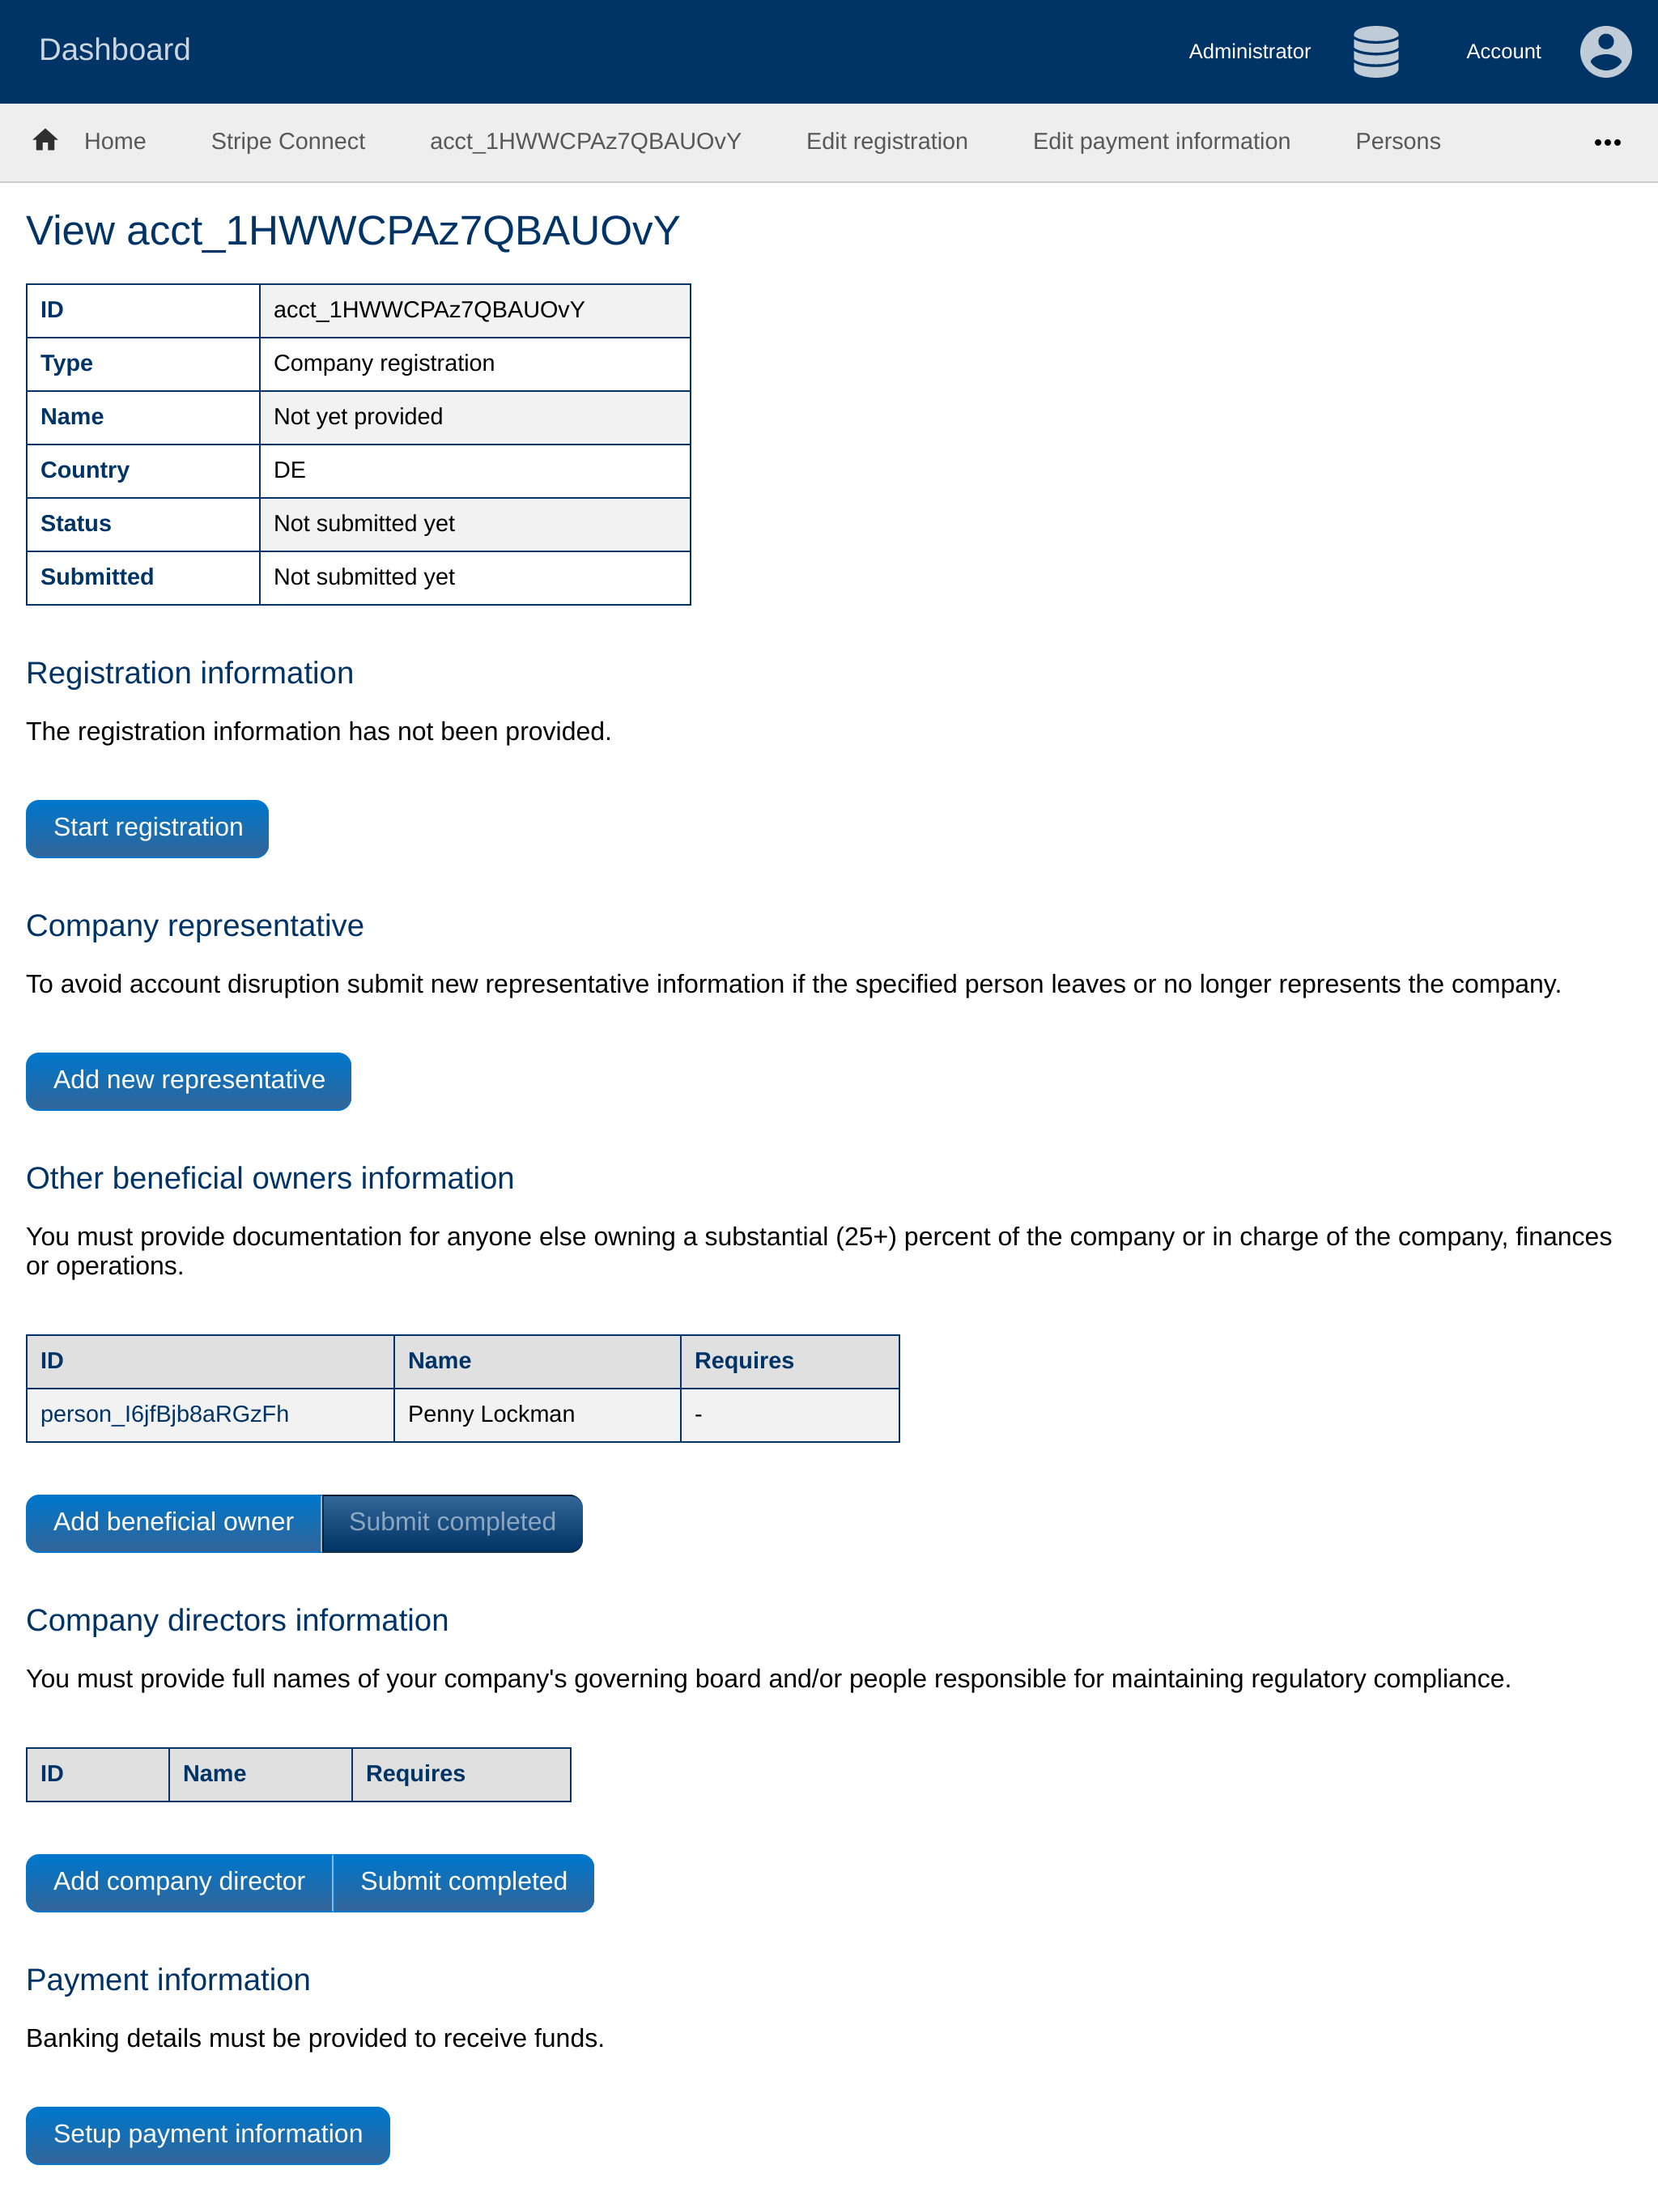 Dashboard
Administrator
Account
Home
Stripe Connect
acct_1HWWCPAz7QBAUOvY
Edit registration
Edit payment information
Persons
View acct_1HWWCPAz7QBAUOvY
ID acct_1HWWCPAz7QBAUOvY
Type Company registration
Name Not yet provided
Country DE
Status Not submitted yet
Submitted Not submitted yet
Registration information
The registration information has not been provided.
Start registration
Company representative
To avoid account disruption submit new representative information if the specified person leaves or no longer represents the company.
Add new representative
Other beneficial owners information
You must provide documentation for anyone else owning a substantial (25+) percent of the company or in charge of the company, finances
or operations.
ID Name Requires
person_I6jfBjb8aRGzFh Penny Lockman -
Add beneficial owner Submit completed
Company directors information
You must provide full names of your company's governing board and/or people responsible for maintaining regulatory compliance.
ID Name Requires
Add company director Submit completed
Payment information
Banking details must be provided to receive funds.
Setup payment information